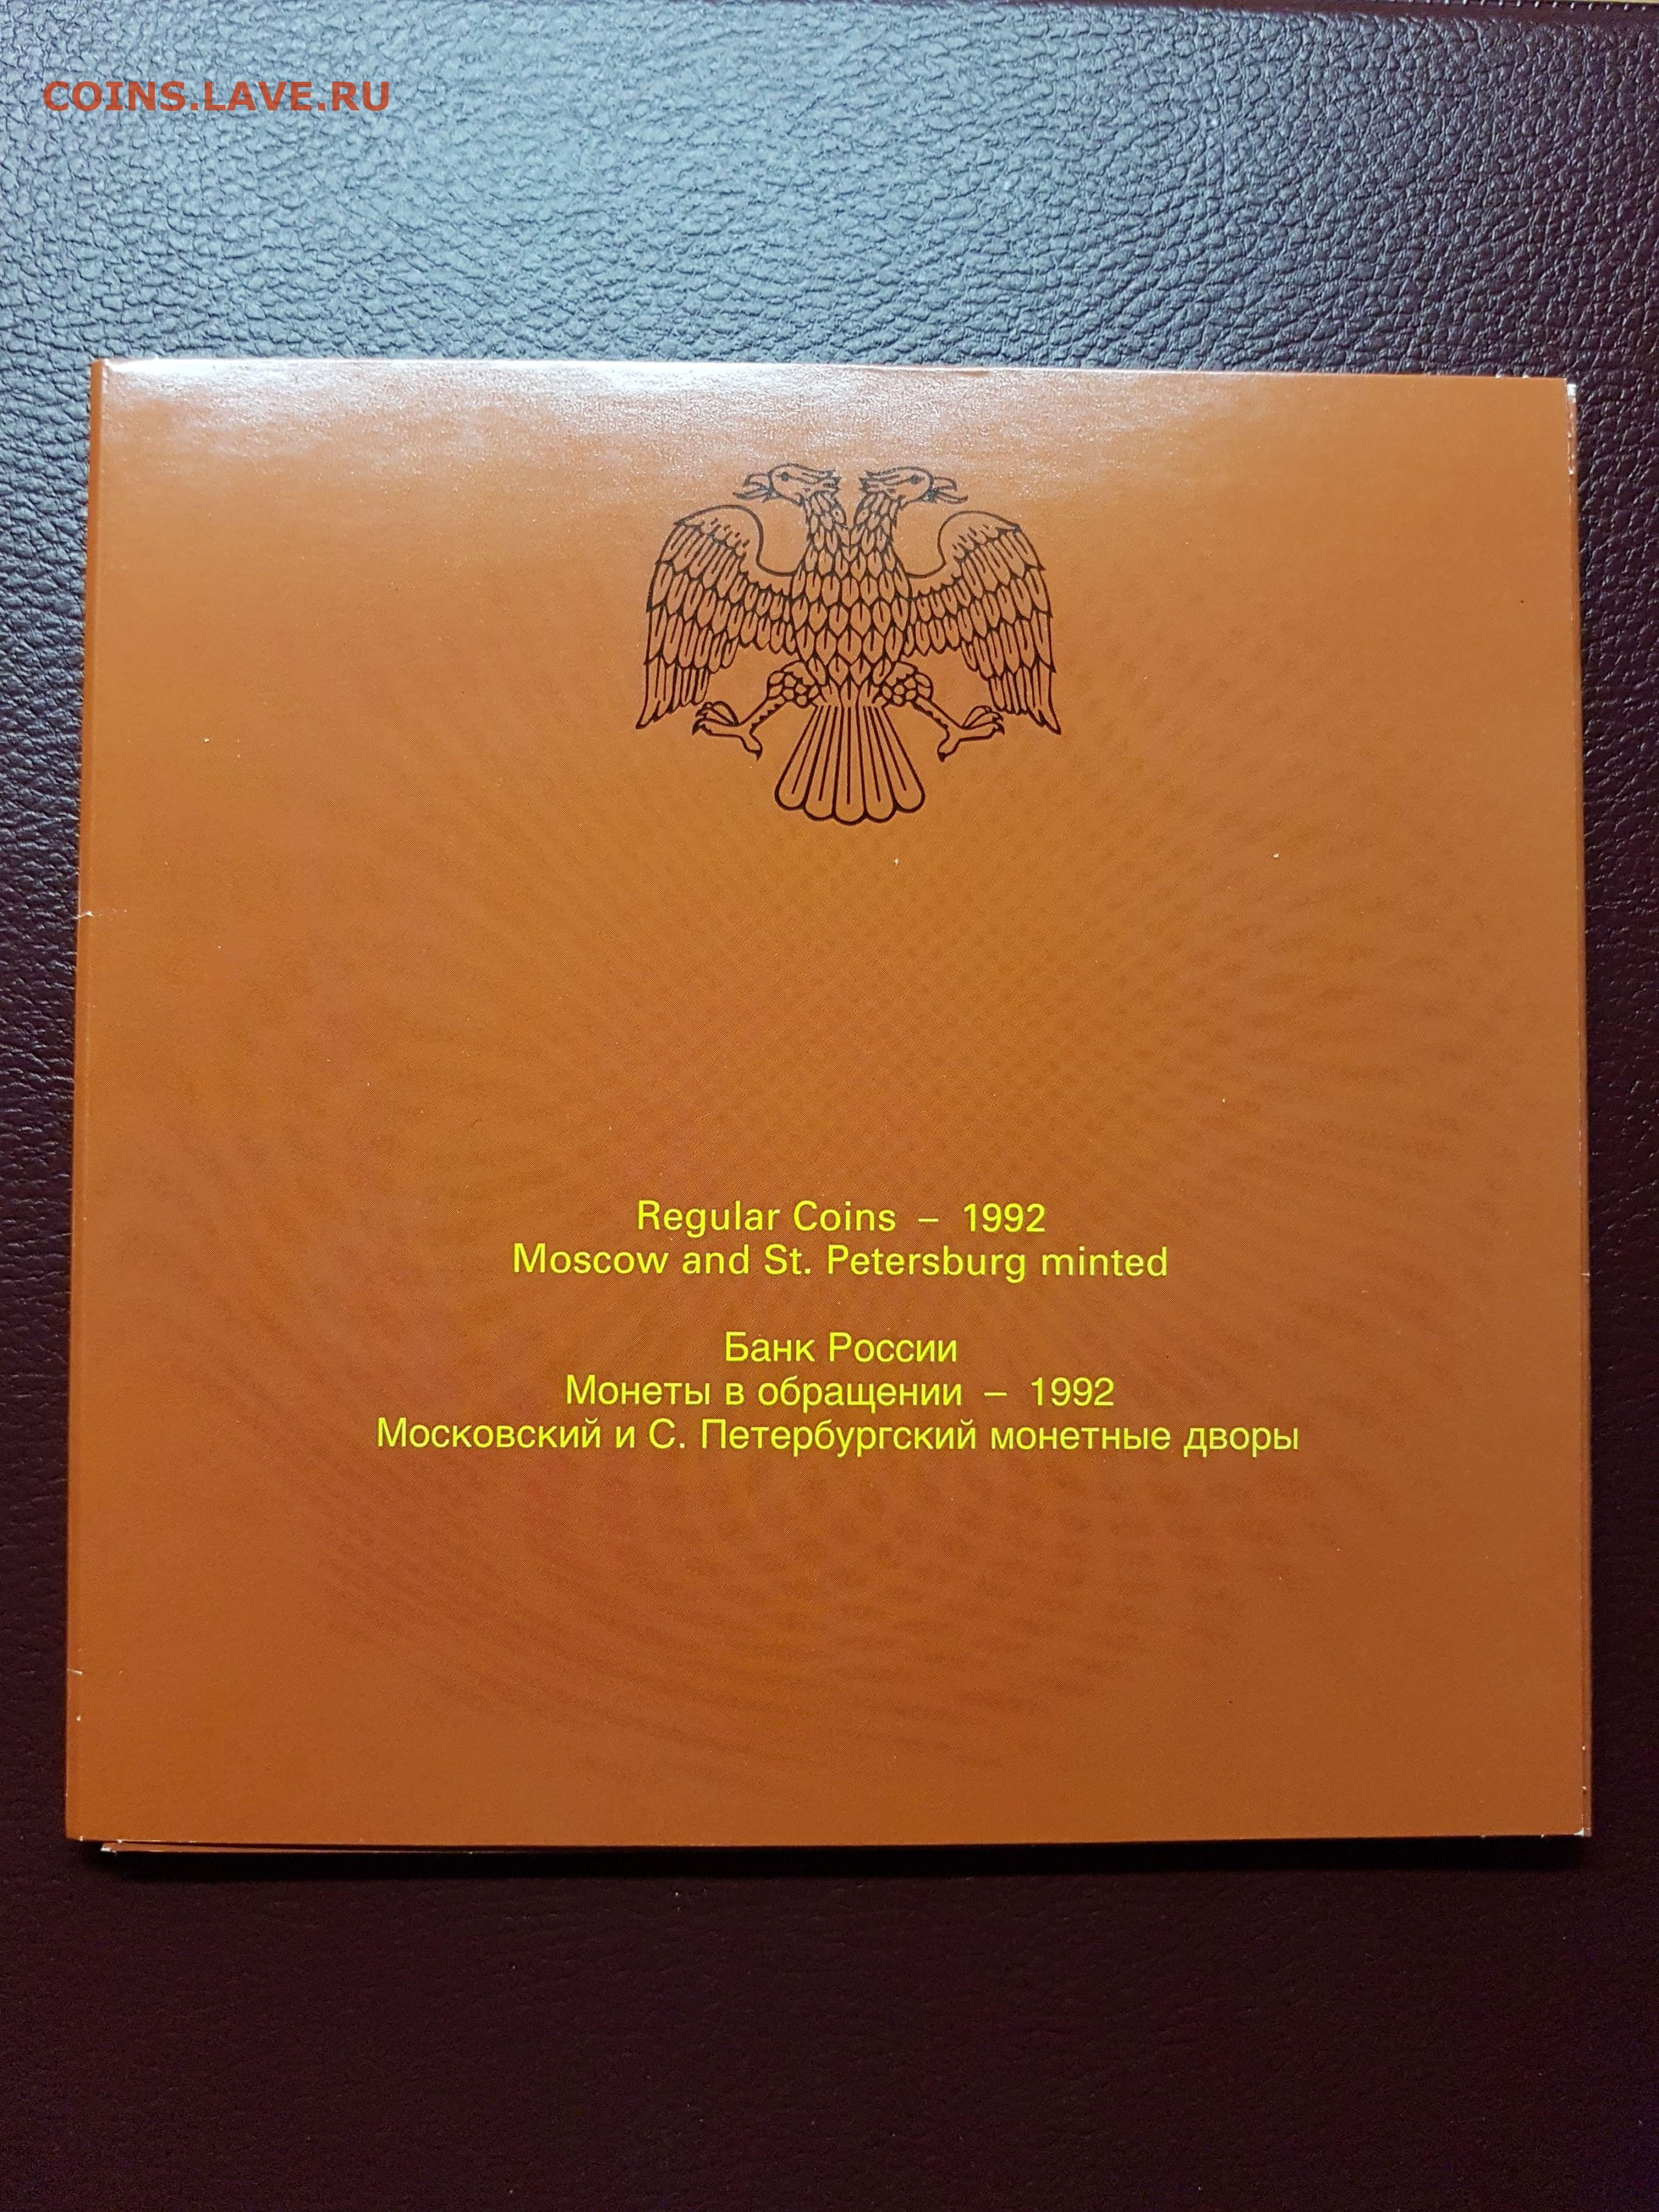 COINS.LAVE.RU
Regular Coins – 1992
Moscow and St. Petersburg minted
Банк России
Монеты в обращении – 1992
Московский и С. Петербургский монетные дворы